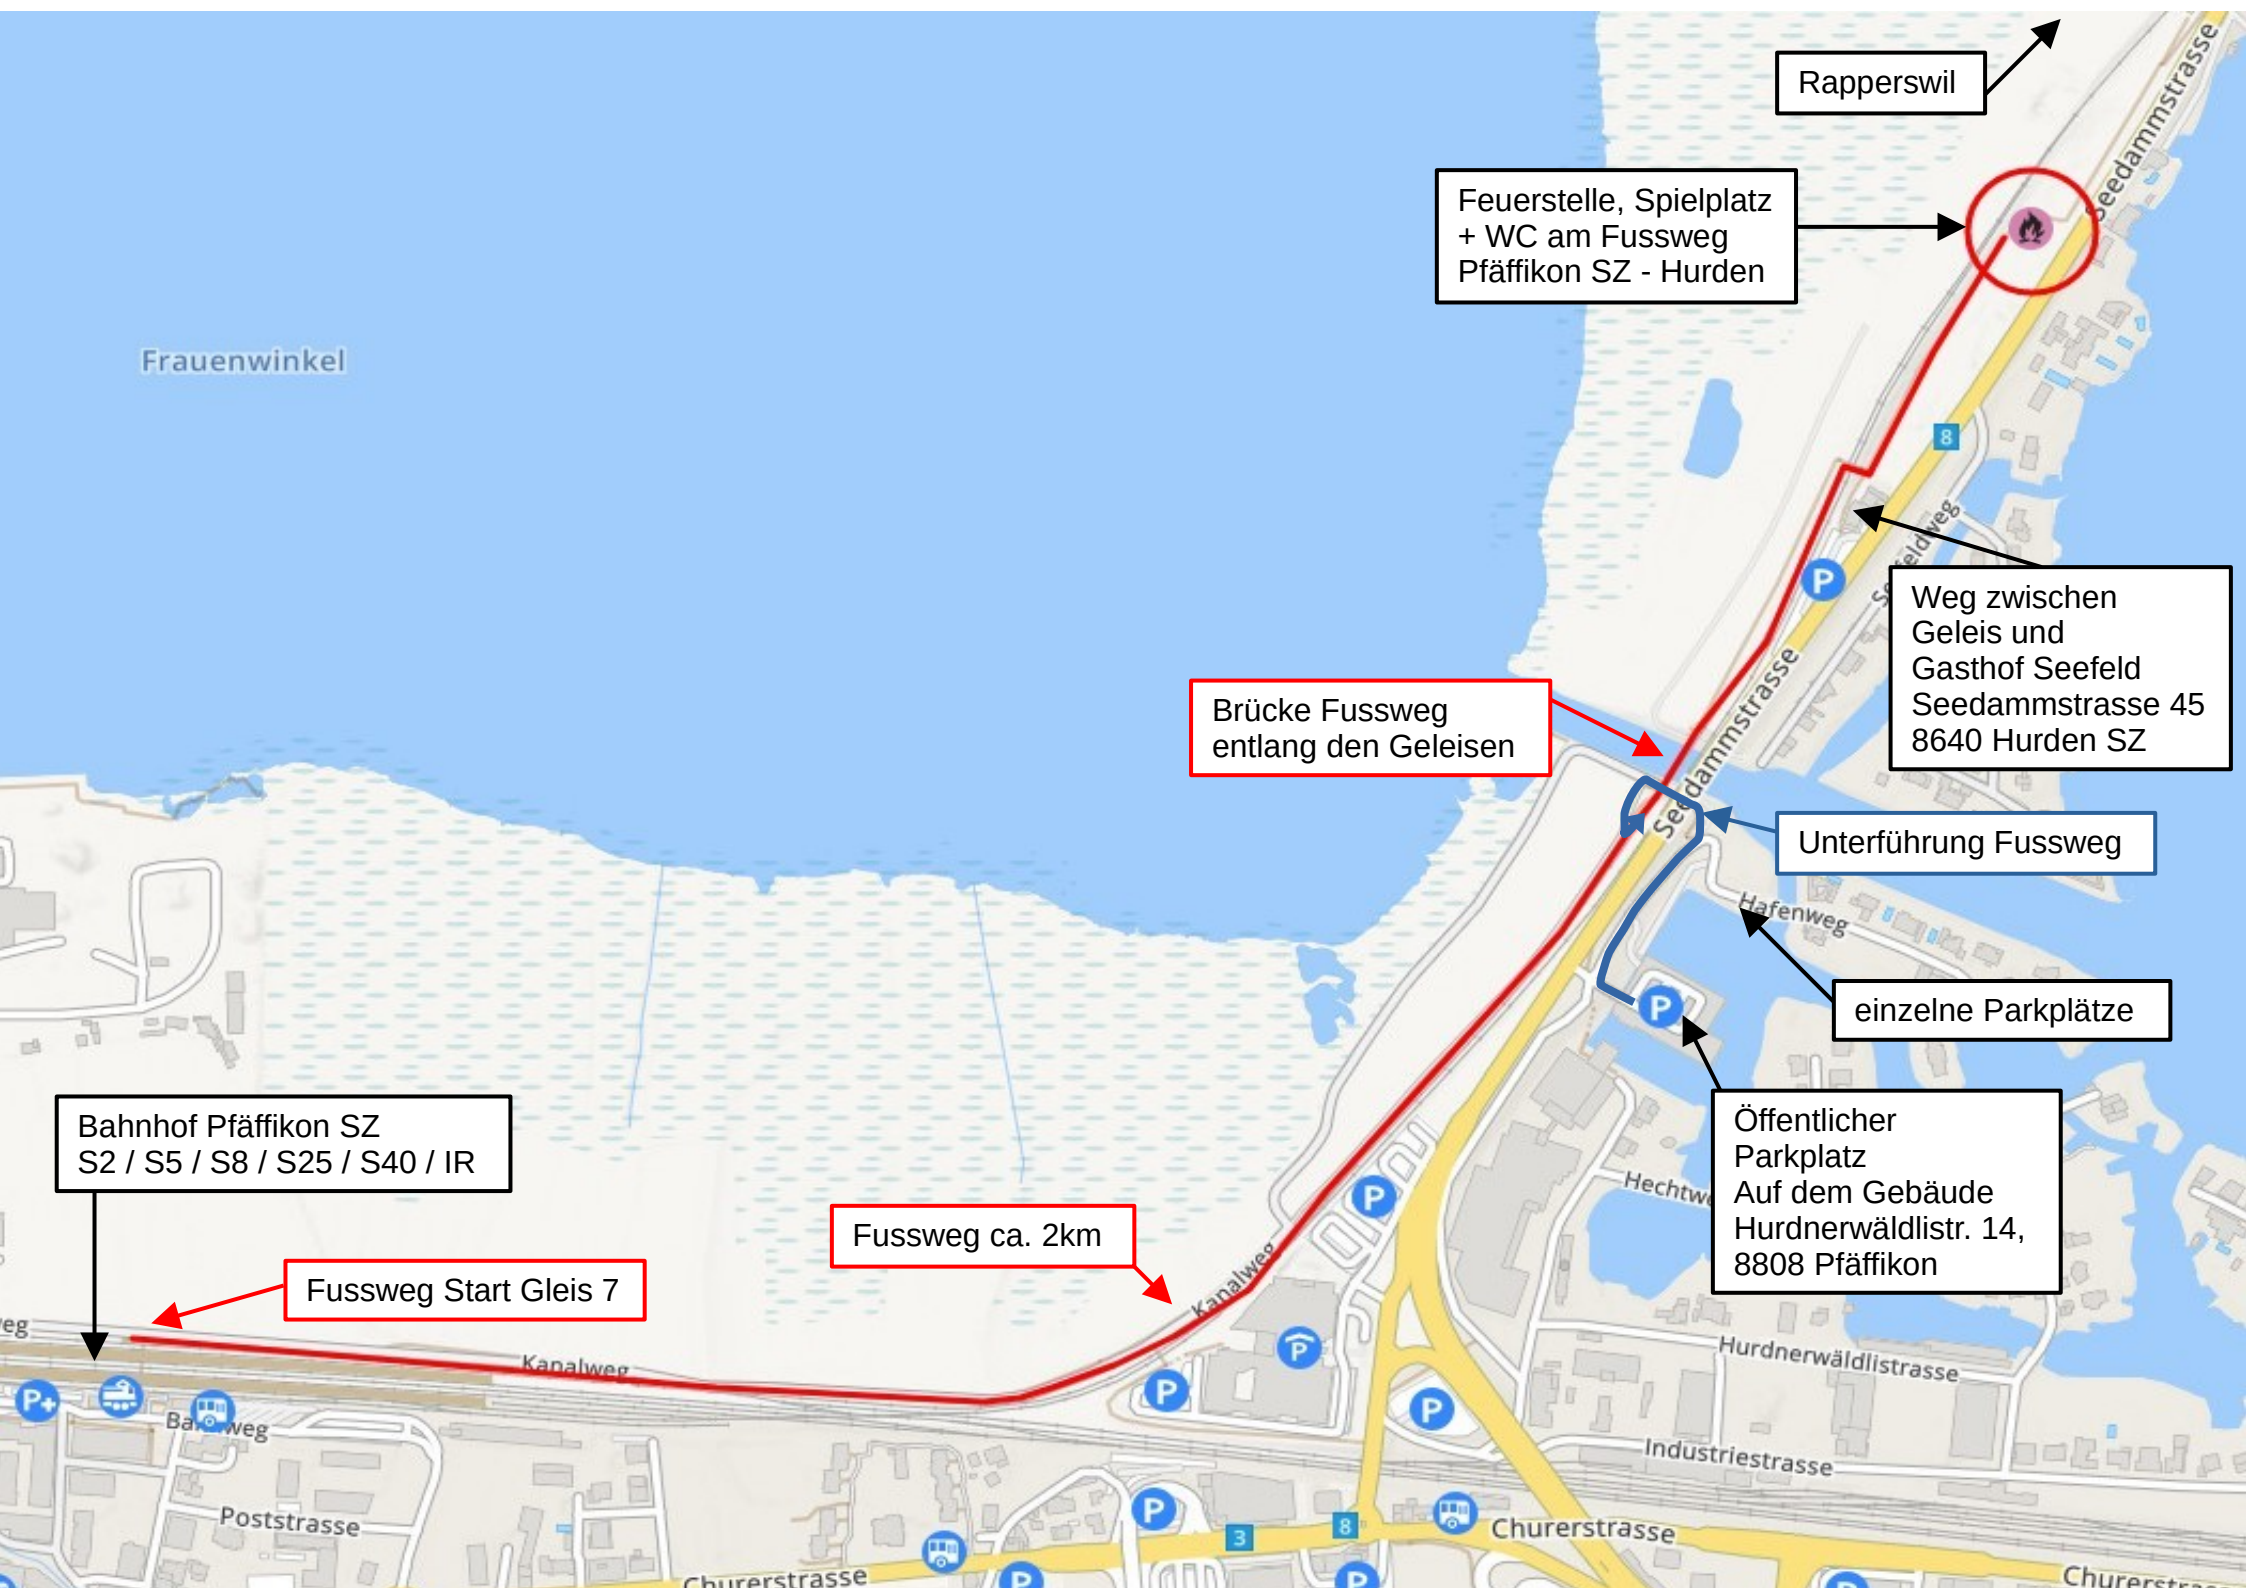 Rapperswil
Seedammstrasse
Feuerstelle, Spielplatz
+ WC am Fussweg
Pfäffikon SZ - Hurden
Frauenwinkel
8
Weg zwischen
Geleis und
Gasthof Seefeld
Seedammstrasse 45
8640 Hurden SZ
P
Seedammstrasse
Brücke Fussweg
entlang den Geleisen
Unterführung Fussweg
Hafenweg
einzelne Parkplätze
P
Öffentlicher
Parkplatz
Auf dem Gebäude
Hurdnerwäldlistr. 14,
8808 Pfäffikon
Bahnhof Pfäffikon SZ
S2 / S5 / S8 / S25 / S40 / IR
P
Fussweg ca. 2km
Kanalweg
Fussweg Start Gleis 7
Kanalweg
P
Hurdnerwäldlistrasse
P+
P
P
Industriestrasse
Poststrasse
P
3
8
Churerstrasse
Churerstrasse
P
P